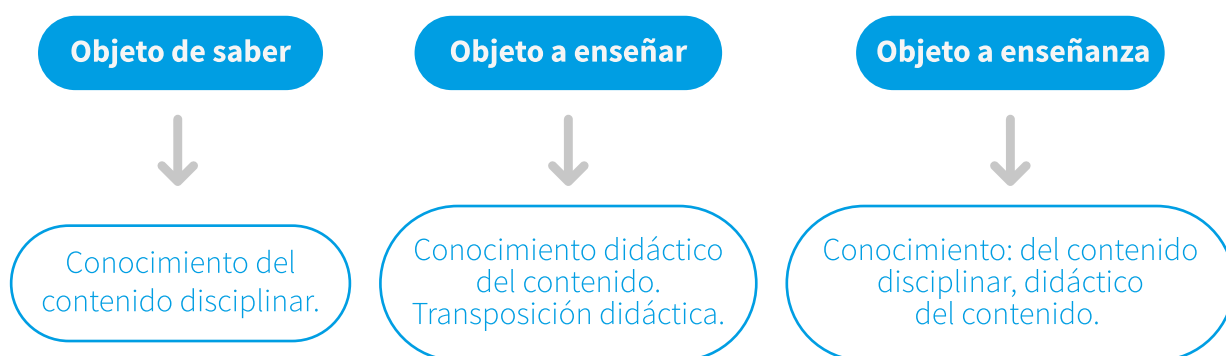 Objeto de saber
Objeto a enseñar
Objeto a enseñanza
Conocimiento del
contenido disciplinar.
Conocimiento didáctico
del contenido.
Transposición didáctica.
Conocimiento: del contenido
disciplinar, didáctico
del contenido.